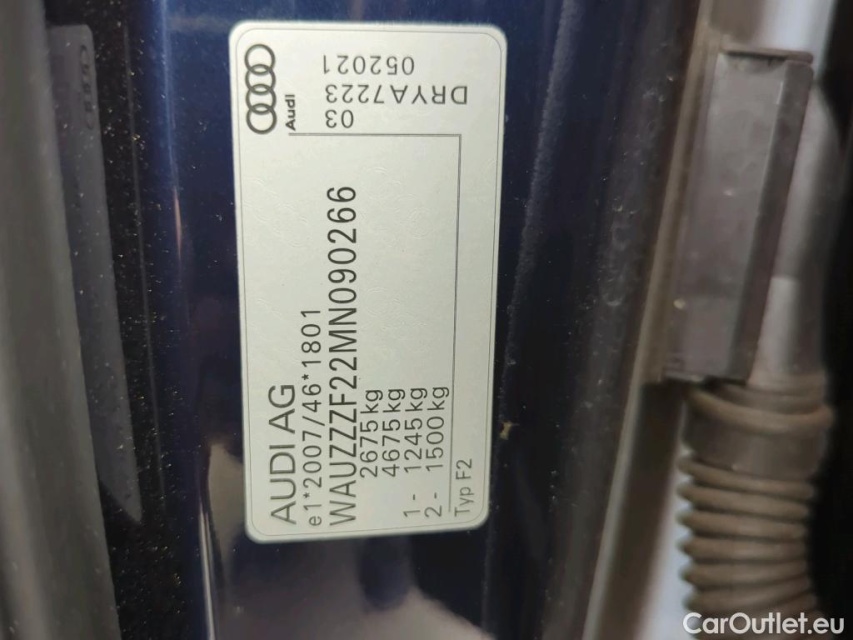 AUDI AG
e1*2007/46*1801
WAUZZZF22MN090266
2675kg
4675kg
1- 1245kg
2- 1500kg
Typ F2
Audi
03
DRYA7223
052021
CarOutlet.eu